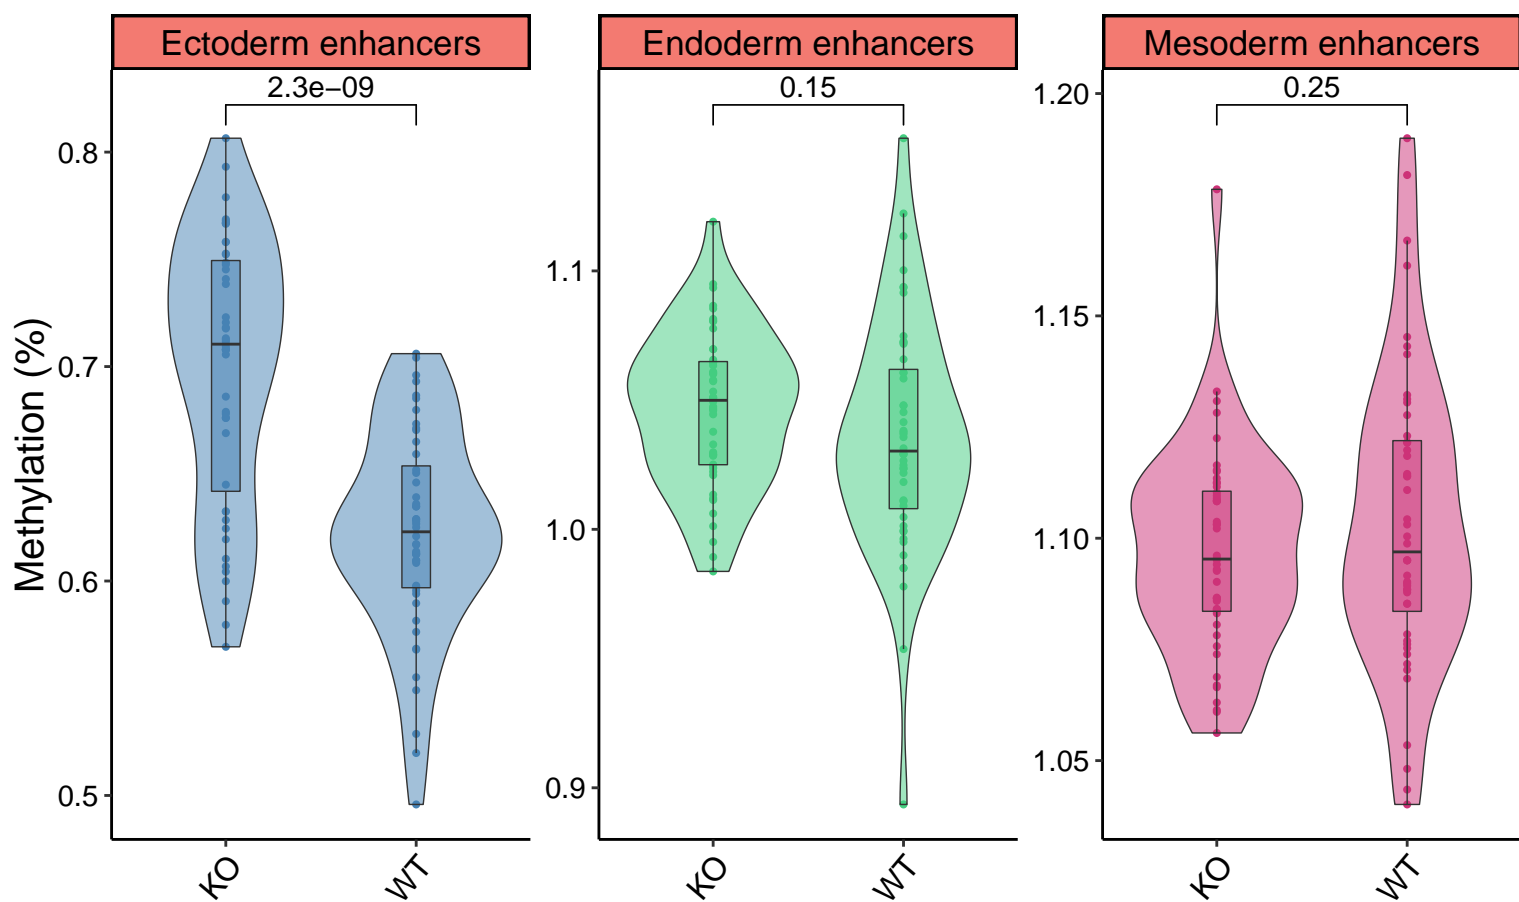 Ectoderm enhancers
Endoderm enhancers
Mesoderm enhancers
2.3e−09
0.15
0.25
Methylation (%)
0.8
0.7
0.6
0.5
1.1
1.0
0.9
1.20
1.15
1.10
1.05
KO
WT
KO
WT
KO
WT